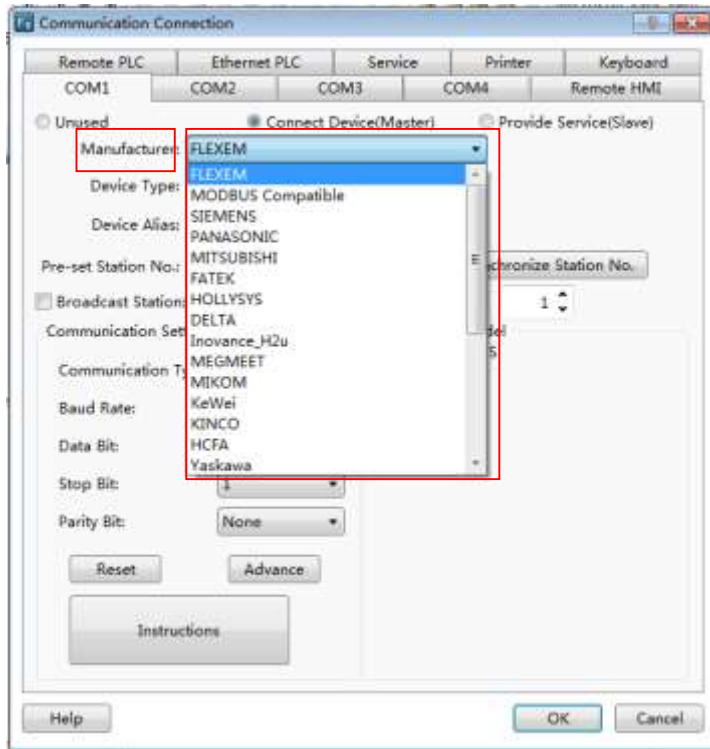 Communication Connection
Remote PLC Ethernet PLC Service Printer Keyboard
COM1 COM2 COM3 COM4 Remote HMI
Unused Connect Device(Master) Provide Service(Slave)
Manufacturer: FLEXEM
FLEXEM
Device Type:
MODBUS Compatible
SIEMENS
Device Alias:
PANASONIC
MITSUBISHI
Pre-set Station No.: chronize Station No.
FATEK
Broadcast Station: HOLLYSYS 1
DELTA
Communication Set del
Inovance_H2u
S
MEGMEET
Communication Ty
MIKOM
KeWei
Baud Rate:
KINCO
HCFA
Data Bit:
Yaskawa
Stop Bit: 1
Parity Bit: None
Reset Advance
Instructions
Help OK Cancel